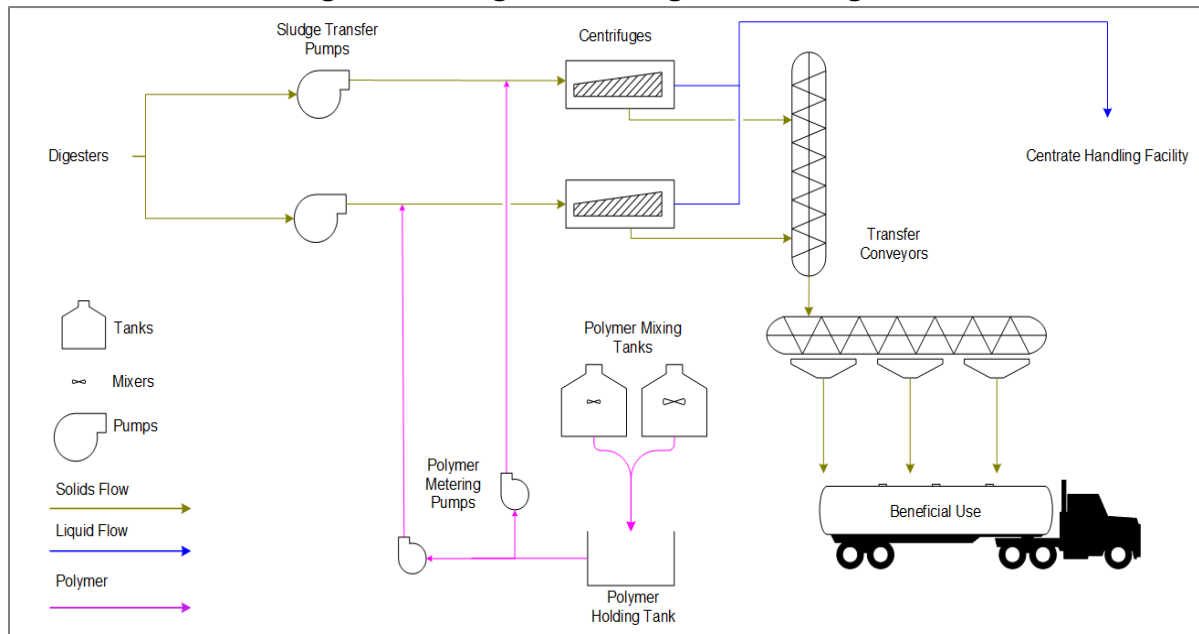 Sludge Transfer
Pumps
Centrifuges
Digesters
Centrate Handling Facility
Transfer
Conveyors
Tanks
Polymer Mixing
Tanks
Mixers
Pumps
Polymer
Metering
Pumps
Solids Flow
Liquid Flow
Beneficial Use
Polymer
Polymer
Holding Tank